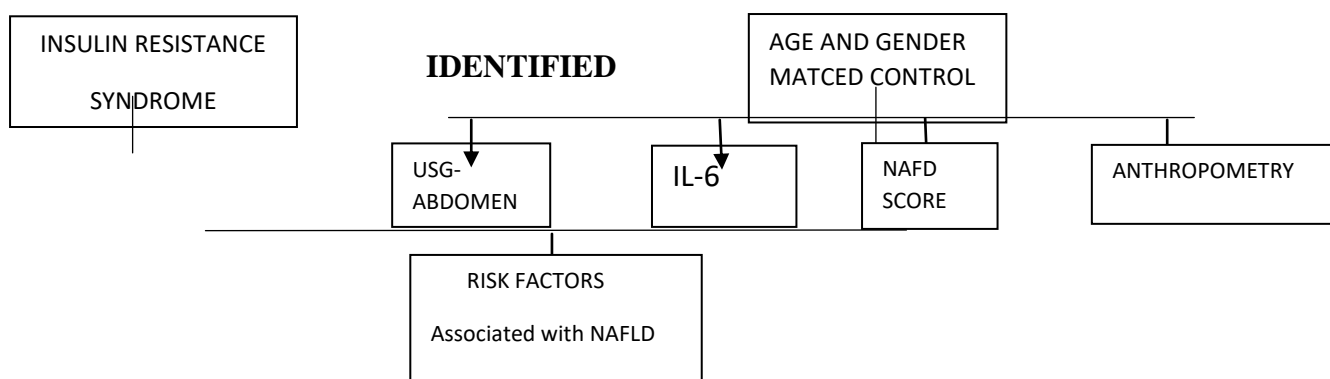 INSULIN RESISTANCE
SYNDROME
IDENTIFIED
AGE AND GENDER
MATCED CONTROL
USG-
ABDOMEN
IL-6
NAFD
SCORE
ANTHROPOMETRY
RISK FACTORS
Associated with NAFLD